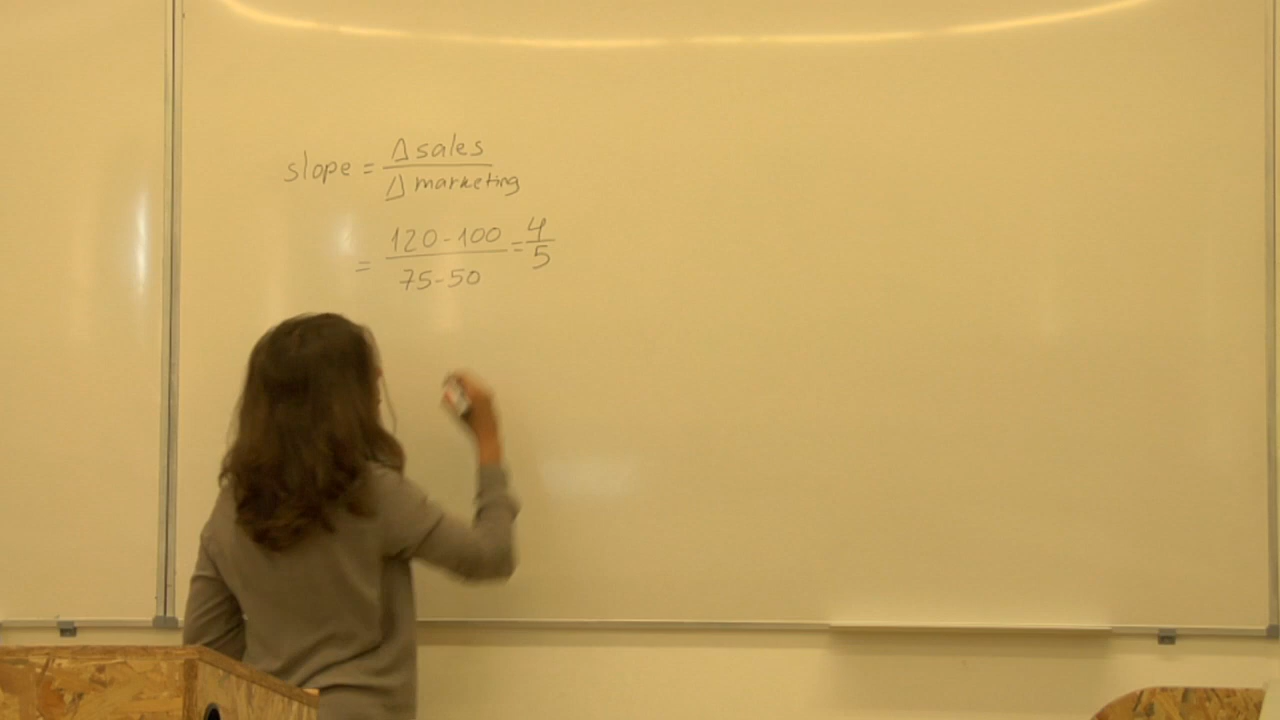 slope = Δ sales / Δ marketing
= 120 - 100 / 75 - 50 = 4/5